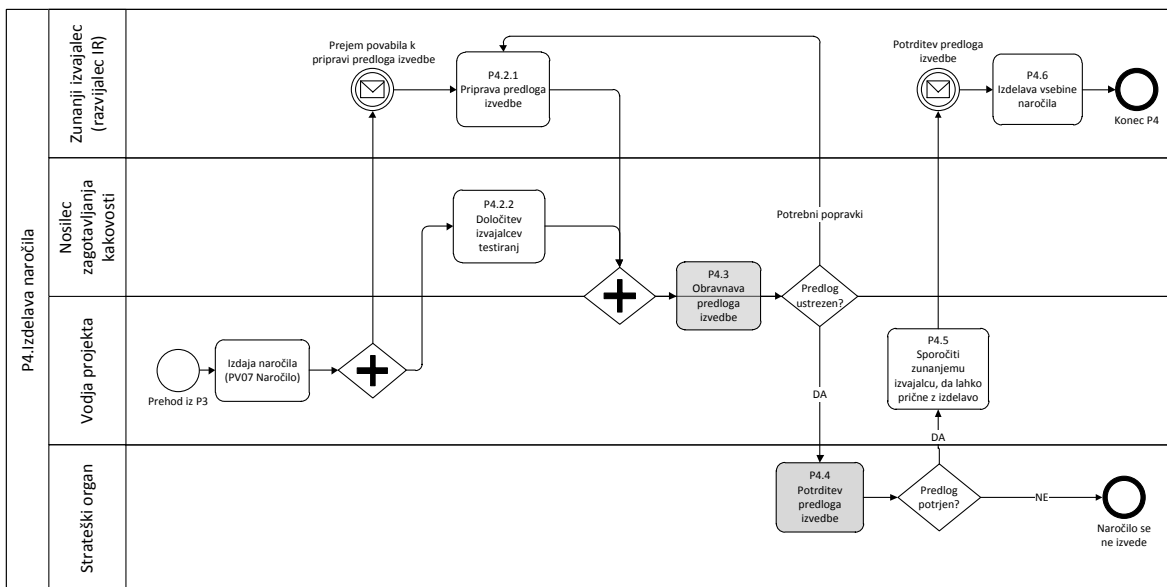 P4.Izdelava naročila
Zunanji izvajalec
(razvijalec IR)
Prejem povabila k
pripravi predloga izvedbe
P4.2.1
Priprava predloga
izvedbe
Potrditev predloga
izvedbe
P4.6
Izdelava vsebine
naročila
Konec P4
Nosilec
zagotavljanja
kakovosti
P4.2.2
Določitev
izvajalcev
testiranj
Potrebni popravki
P4.3
Obravnava
predloga
izvedbe
Predlog
ustrezen?
Vodja projekta
Prehod iz P3
Izdaja naročila
(PV07 Naročilo)
DA
P4.5
Sporočiti
zunanjemu
izvajalcu, da lahko
prične z izdelavo
DA
Strateški organ
P4.4
Potrditev
predloga
izvedbe
Predlog
potrjen?
NE
Naročilo se
ne izvede